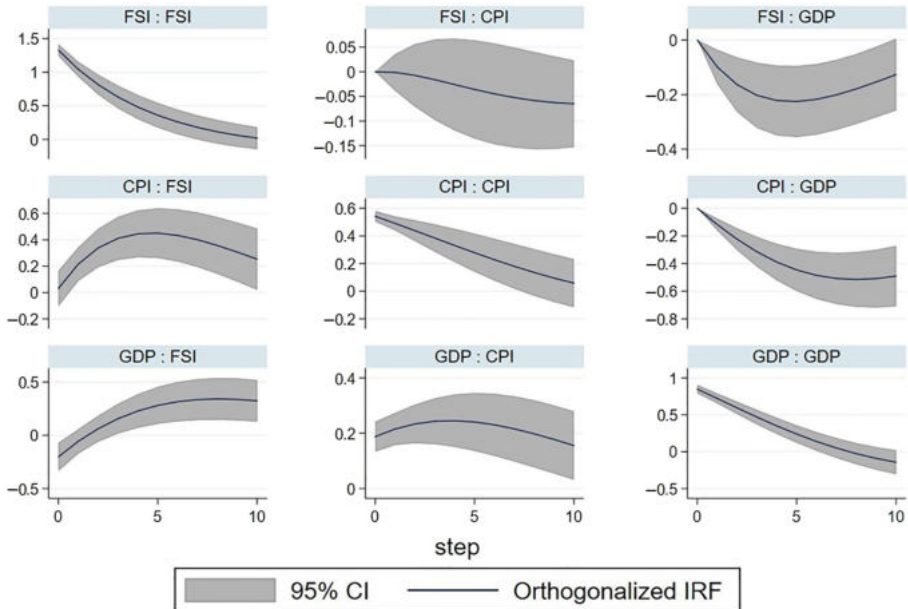 FSI : FSI
FSI : CPI
FSI : GDP
1.5
1
0.5
0
0.05
0
−0.05
−0.1
−0.15
0
−0.2
−0.4
CPI : FSI
CPI : CPI
CPI : GDP
0.6
0.4
0.2
0
−0.2
0.6
0.4
0.2
0
−0.2
0
−0.2
−0.4
−0.6
−0.8
GDP : FSI
GDP : CPI
GDP : GDP
0.5
0
−0.5
0.4
0.2
0
1
0.5
0
−0.5
0 5 10
0 5 10
0 5 10
step
95% CI
Orthogonalized IRF